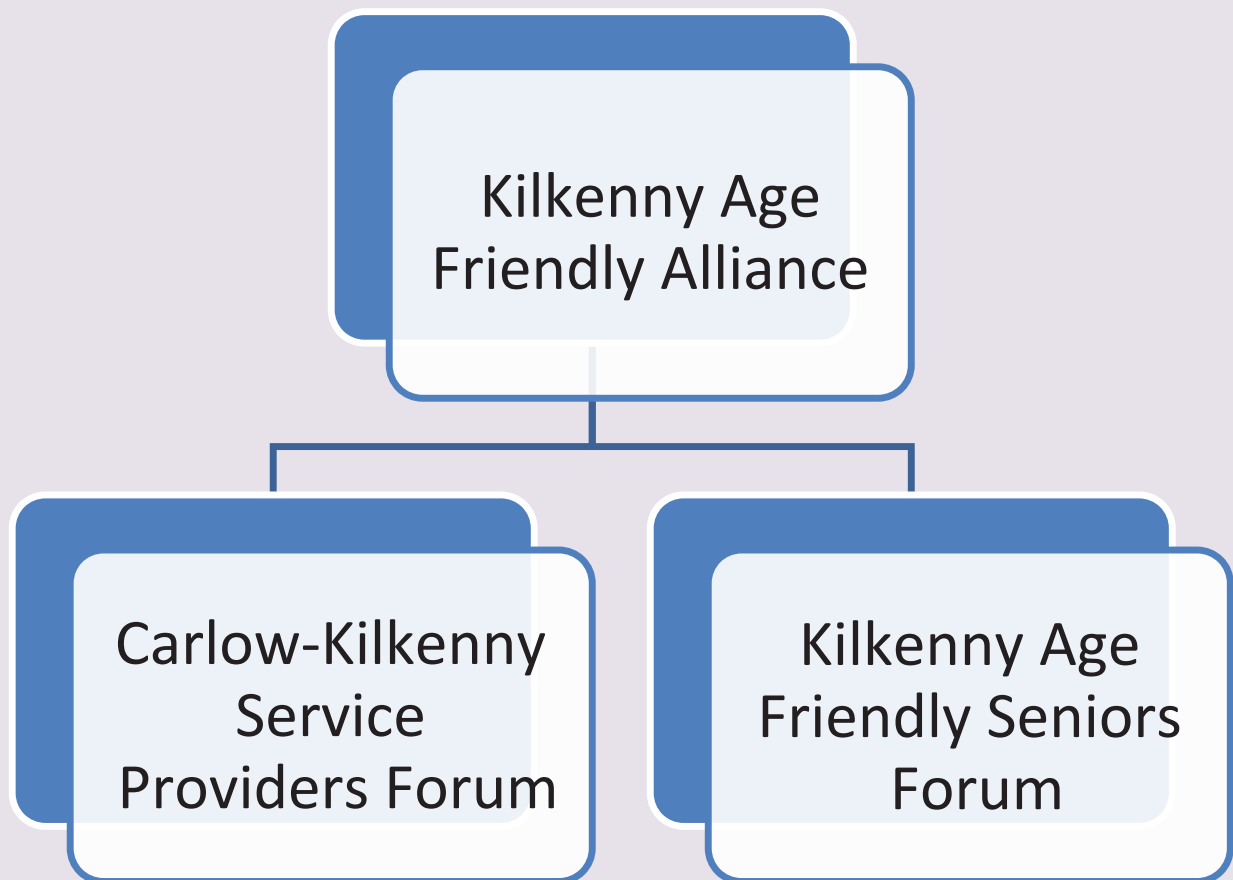 Kilkenny Age
Friendly Alliance
Carlow-Kilkenny
Service
Providers Forum
Kilkenny Age
Friendly Seniors
Forum